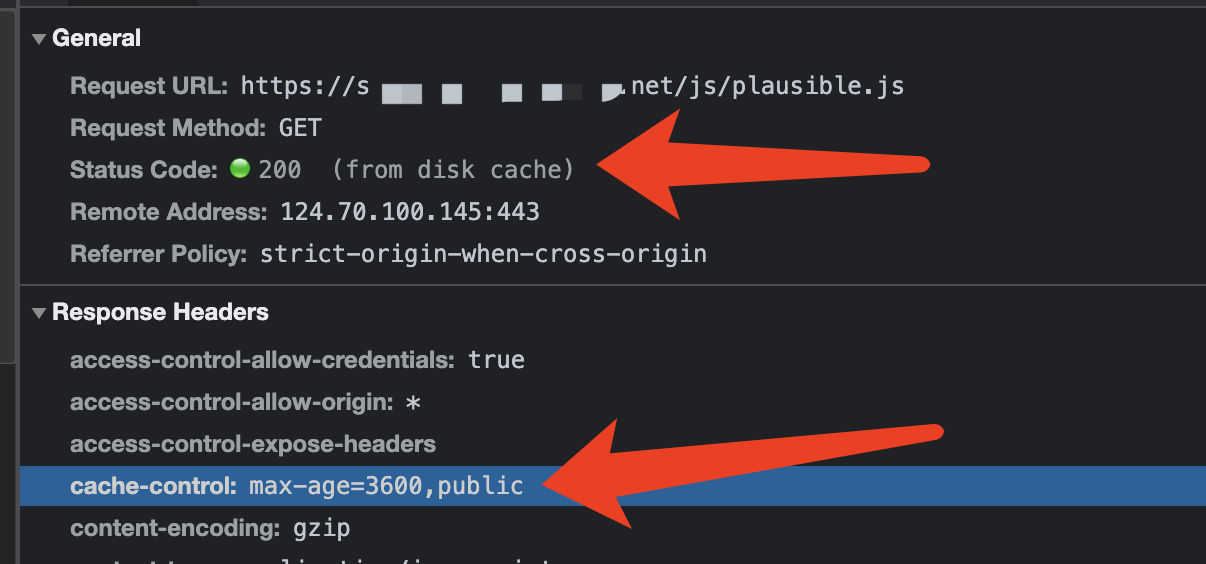 General
Request URL: https://s .net/js/plausible.js
Request Method: GET
Status Code: 200 (from disk cache)
Remote Address: 124.70.100.145:443
Referrer Policy: strict-origin-when-cross-origin
Response Headers
access-control-allow-credentials: true
access-control-allow-origin: *
access-control-expose-headers
cache-control: max-age=3600,public
content-encoding: gzip